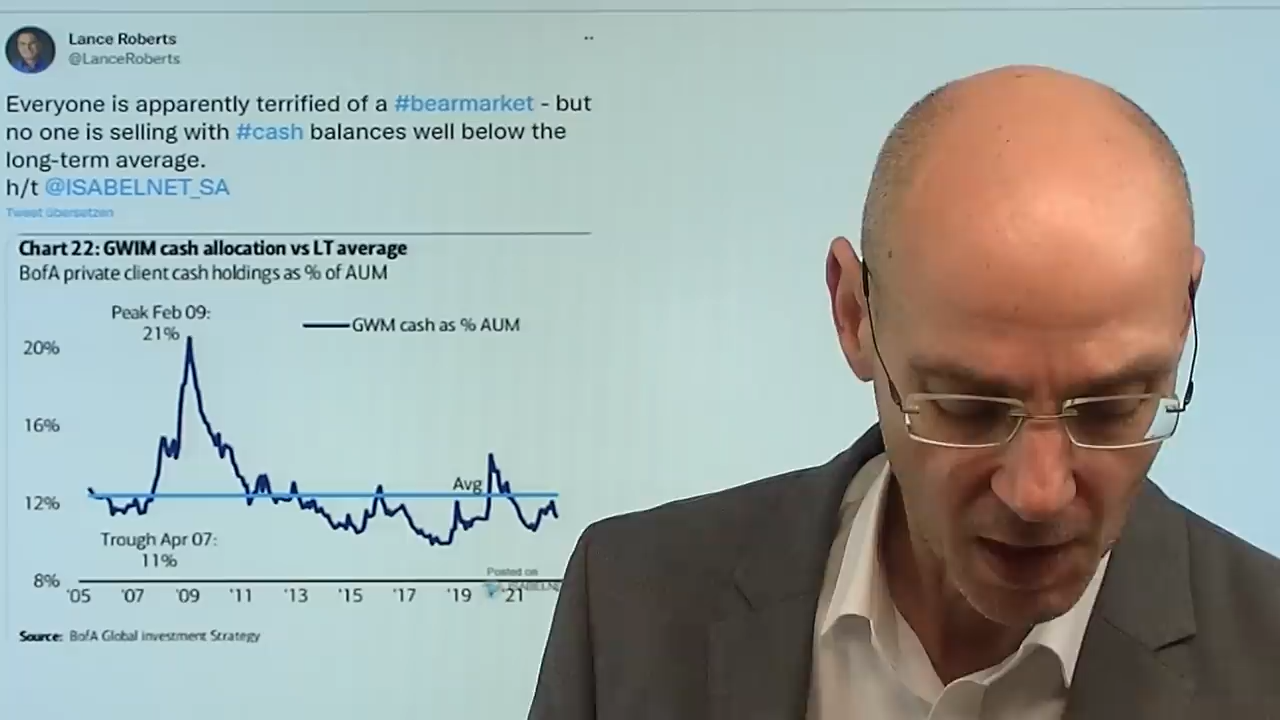 Lance Roberts
@LanceRoberts
Everyone is apparently terrified of a #bearmarket - but
no one is selling with #cash balances well below the
long-term average.
h/t @ISABELNET_SA
Tweet übersetzen
Chart 22: GWIM cash allocation vs LT average
BofA private client cash holdings as % of AUM
Peak Feb 09:
21%
GWM cash as % AUM
20%
16%
Avg
12%
Trough Apr 07:
11%
Posted on
8%
'05 '07 '09 '11 '13 '15 '17 '19 '21
Source: BofA Global Investment Strategy